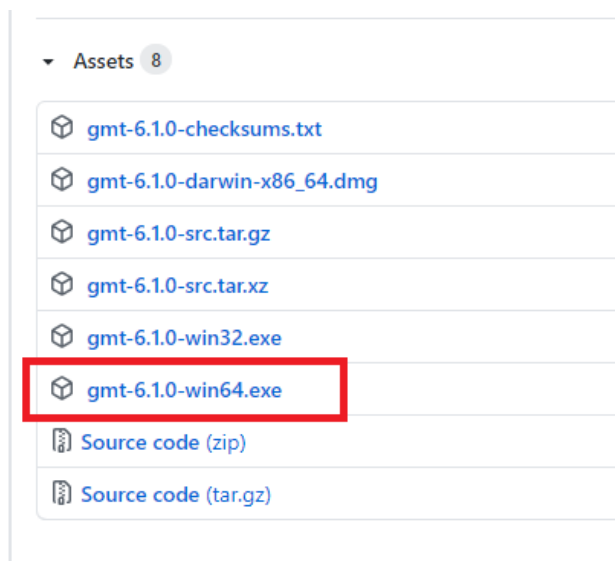 Assets 8
gmt-6.1.0-checksums.txt
gmt-6.1.0-darwin-x86_64.dmg
gmt-6.1.0-src.tar.gz
gmt-6.1.0-src.tar.xz
gmt-6.1.0-win32.exe
gmt-6.1.0-win64.exe
Source code (zip)
Source code (tar.gz)